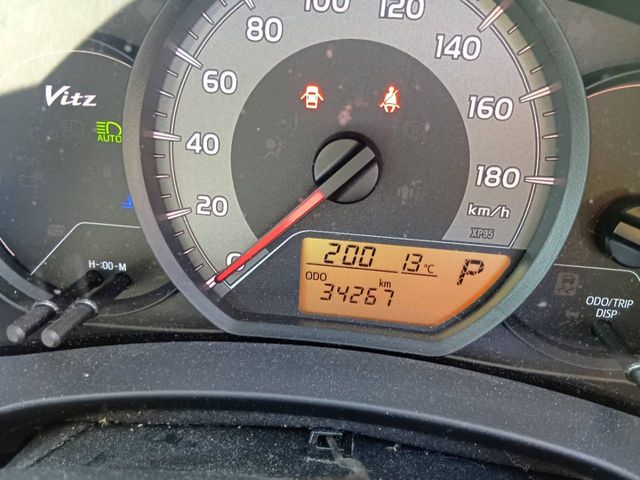 Vitz
AUTO
H-:00-M
0
20
40
60
80
100
120
140
160
180
km/h
XP95
200 13°C P
ODO km
34267
ODO/TRIP
DISP